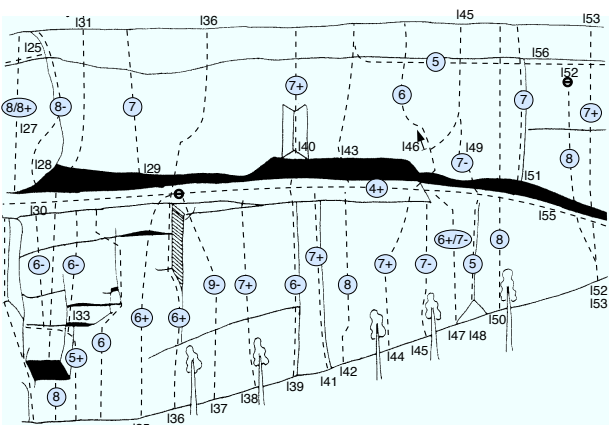 l31
l36
l45
l53
l25
l56
5
l52
8/8+
8-
7
7+
6
7
7+
l27
l28
l29
l40
l43
l46
l49
7-
8
l51
4+
l30
l55
6-
6-
9-
7+
6-
7+
8
7+
7-
6+/7-
5
8
l52
l53
l33
6+
6+
5+
6
l50
l47
l48
l45
l44
l42
l41
l39
l38
l37
l36
8